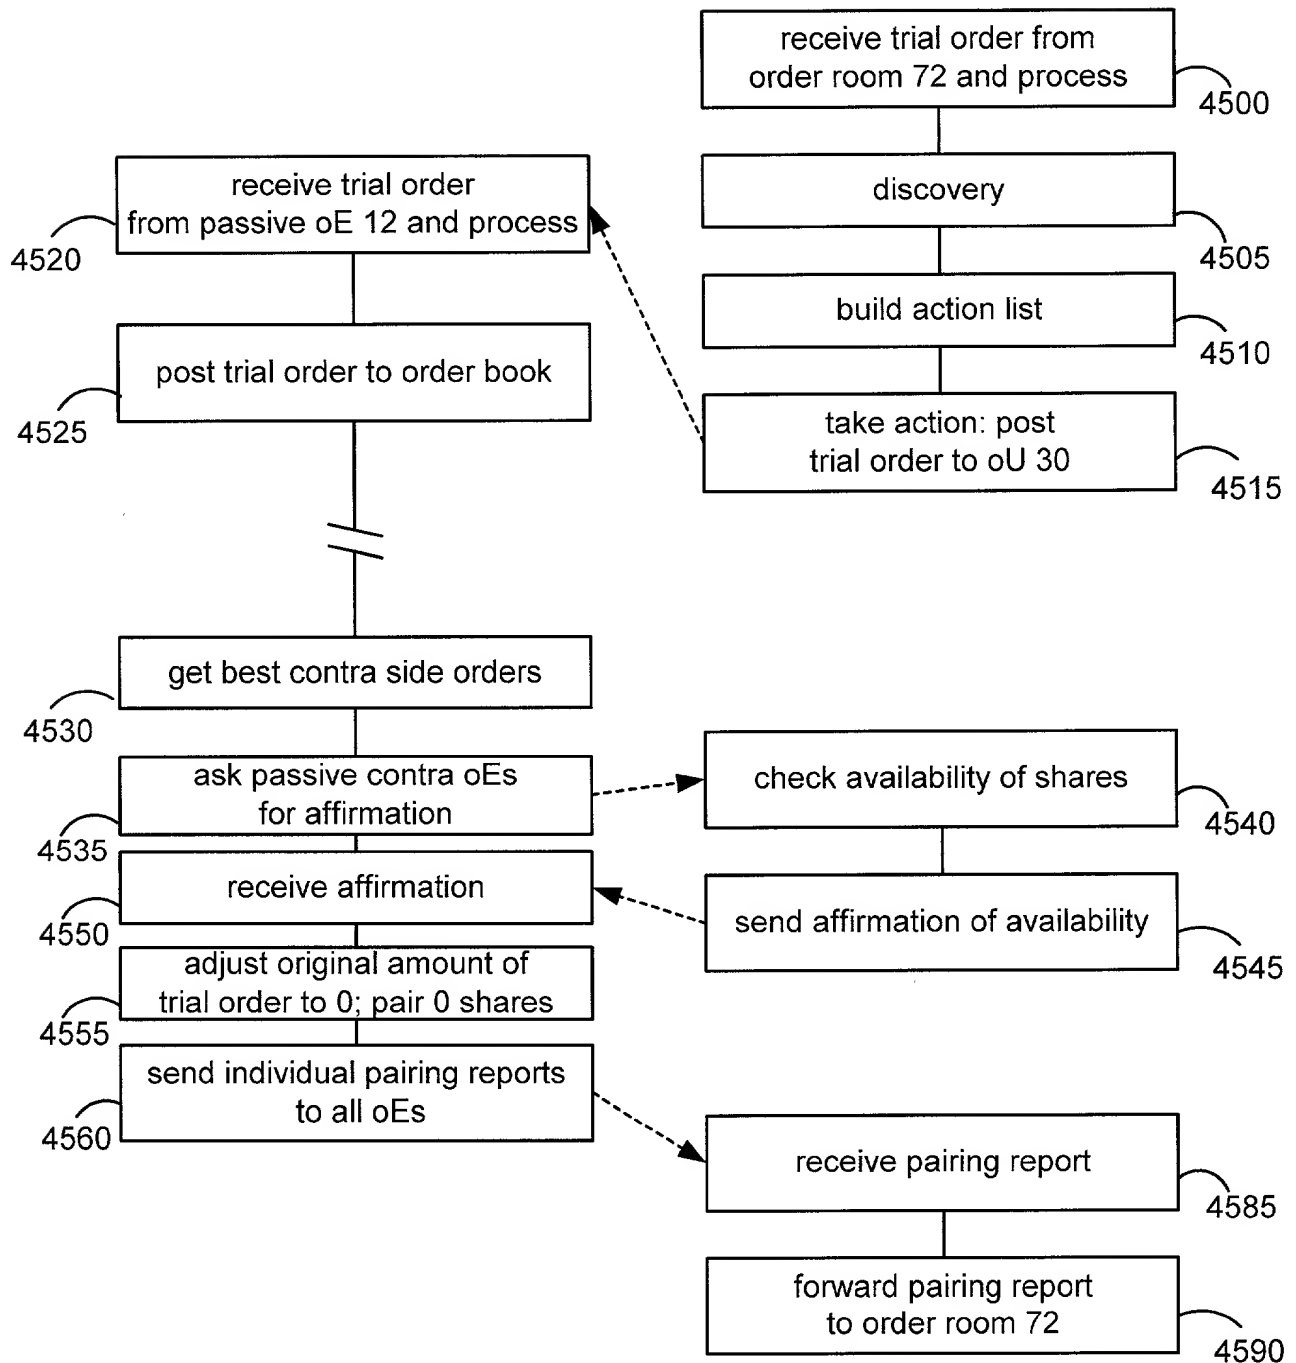 receive trial order from
order room 72 and process
4500
discovery
4505
build action list
4510
take action: post
trial order to oU 30
4515
receive trial order
from passive oE 12 and process
4520
post trial order to order book
4525
get best contra side orders
4530
ask passive contra oEs
for affirmation
4535
check availability of shares
4540
send affirmation of availability
4545
receive affirmation
4550
adjust original amount of
trial order to 0; pair 0 shares
4555
send individual pairing reports
to all oEs
4560
receive pairing report
4585
forward pairing report
to order room 72
4590